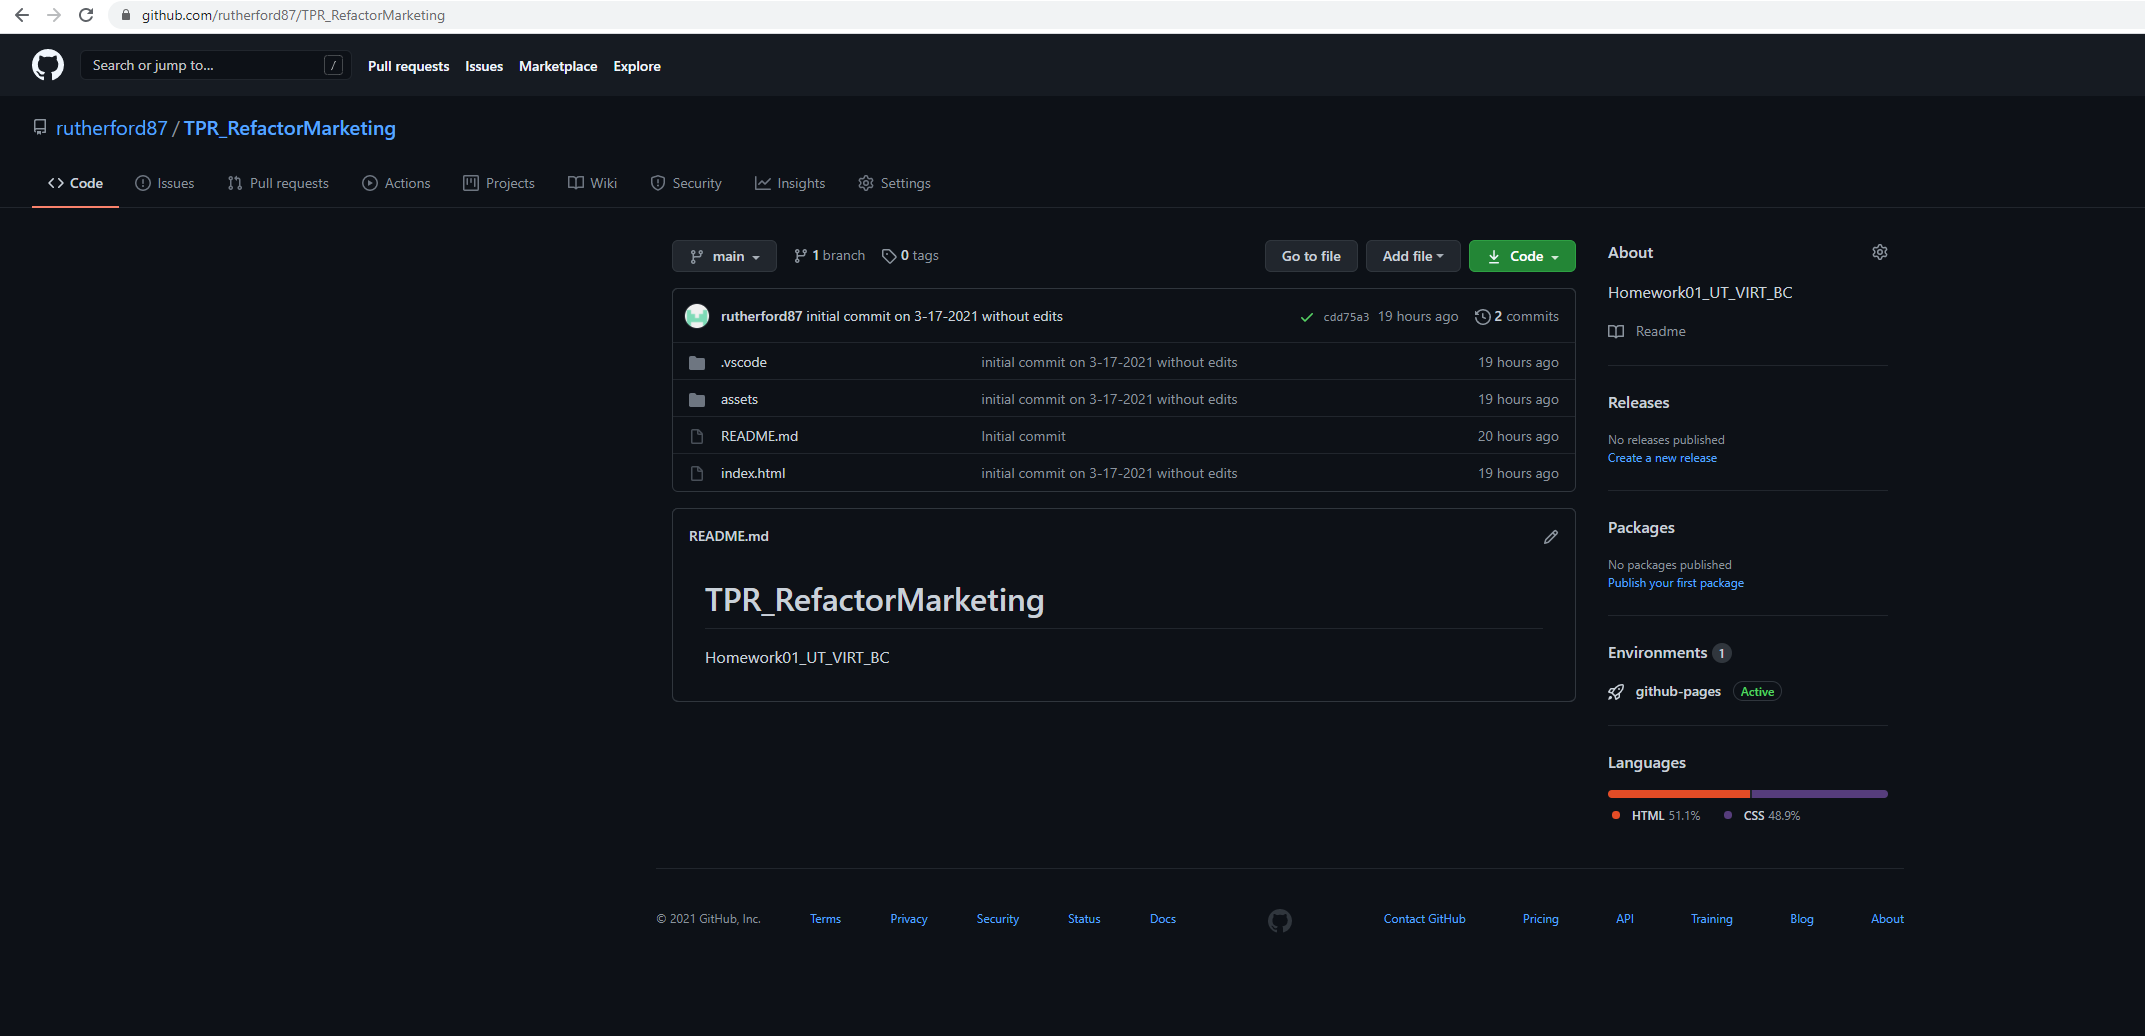 github.com/rutherford87/TPR_RefactorMarketing
Search or jump to... / Pull requests Issues Marketplace Explore
rutherford87 / TPR_RefactorMarketing
Code Issues Pull requests Actions Projects Wiki Security Insights Settings
main 1 branch 0 tags Go to file Add file Code
rutherford87 initial commit on 3-17-2021 without edits cdd75a3 19 hours ago 2 commits
.vscode initial commit on 3-17-2021 without edits 19 hours ago
assets initial commit on 3-17-2021 without edits 19 hours ago
README.md Initial commit 20 hours ago
index.html initial commit on 3-17-2021 without edits 19 hours ago
README.md
TPR_RefactorMarketing
Homework01_UT_VIRT_BC
About
Homework01_UT_VIRT_BC
Readme
Releases
No releases published
Create a new release
Packages
No packages published
Publish your first package
Environments 1
github-pages Active
Languages
HTML 51.1% CSS 48.9%
© 2021 GitHub, Inc. Terms Privacy Security Status Docs Contact GitHub Pricing API Training Blog About